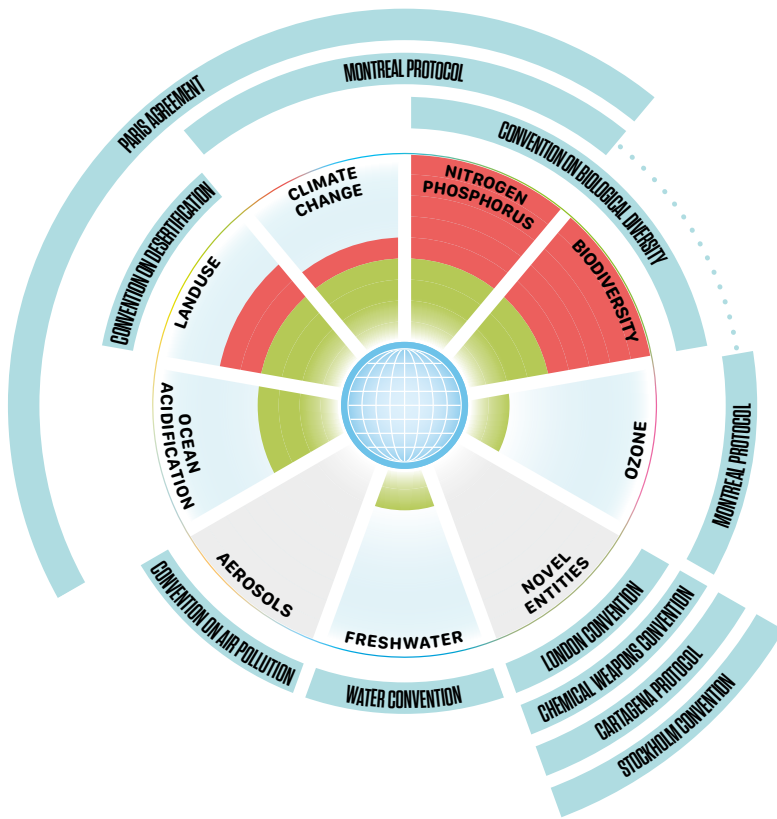 PARIS AGREEMENT
MONTREAL PROTOCOL
CONVENTION ON BIOLOGICAL DIVERSITY
CONVENTION ON DESERTIFICATION
CLIMATE
CHANGE
NITROGEN
PHOSPHORUS
BIODIVERSITY
LANDUSE
OCEAN
ACIDIFICATION
OZONE
MONTREAL PROTOCOL
AEROSOLS
FRESHWATER
NOVEL
ENTITIES
CONVENTION ON AIR POLLUTION
WATER CONVENTION
LONDON CONVENTION
CHEMICAL WEAPONS CONVENTION
CARTAGENA PROTOCOL
STOCKHOLM CONVENTION